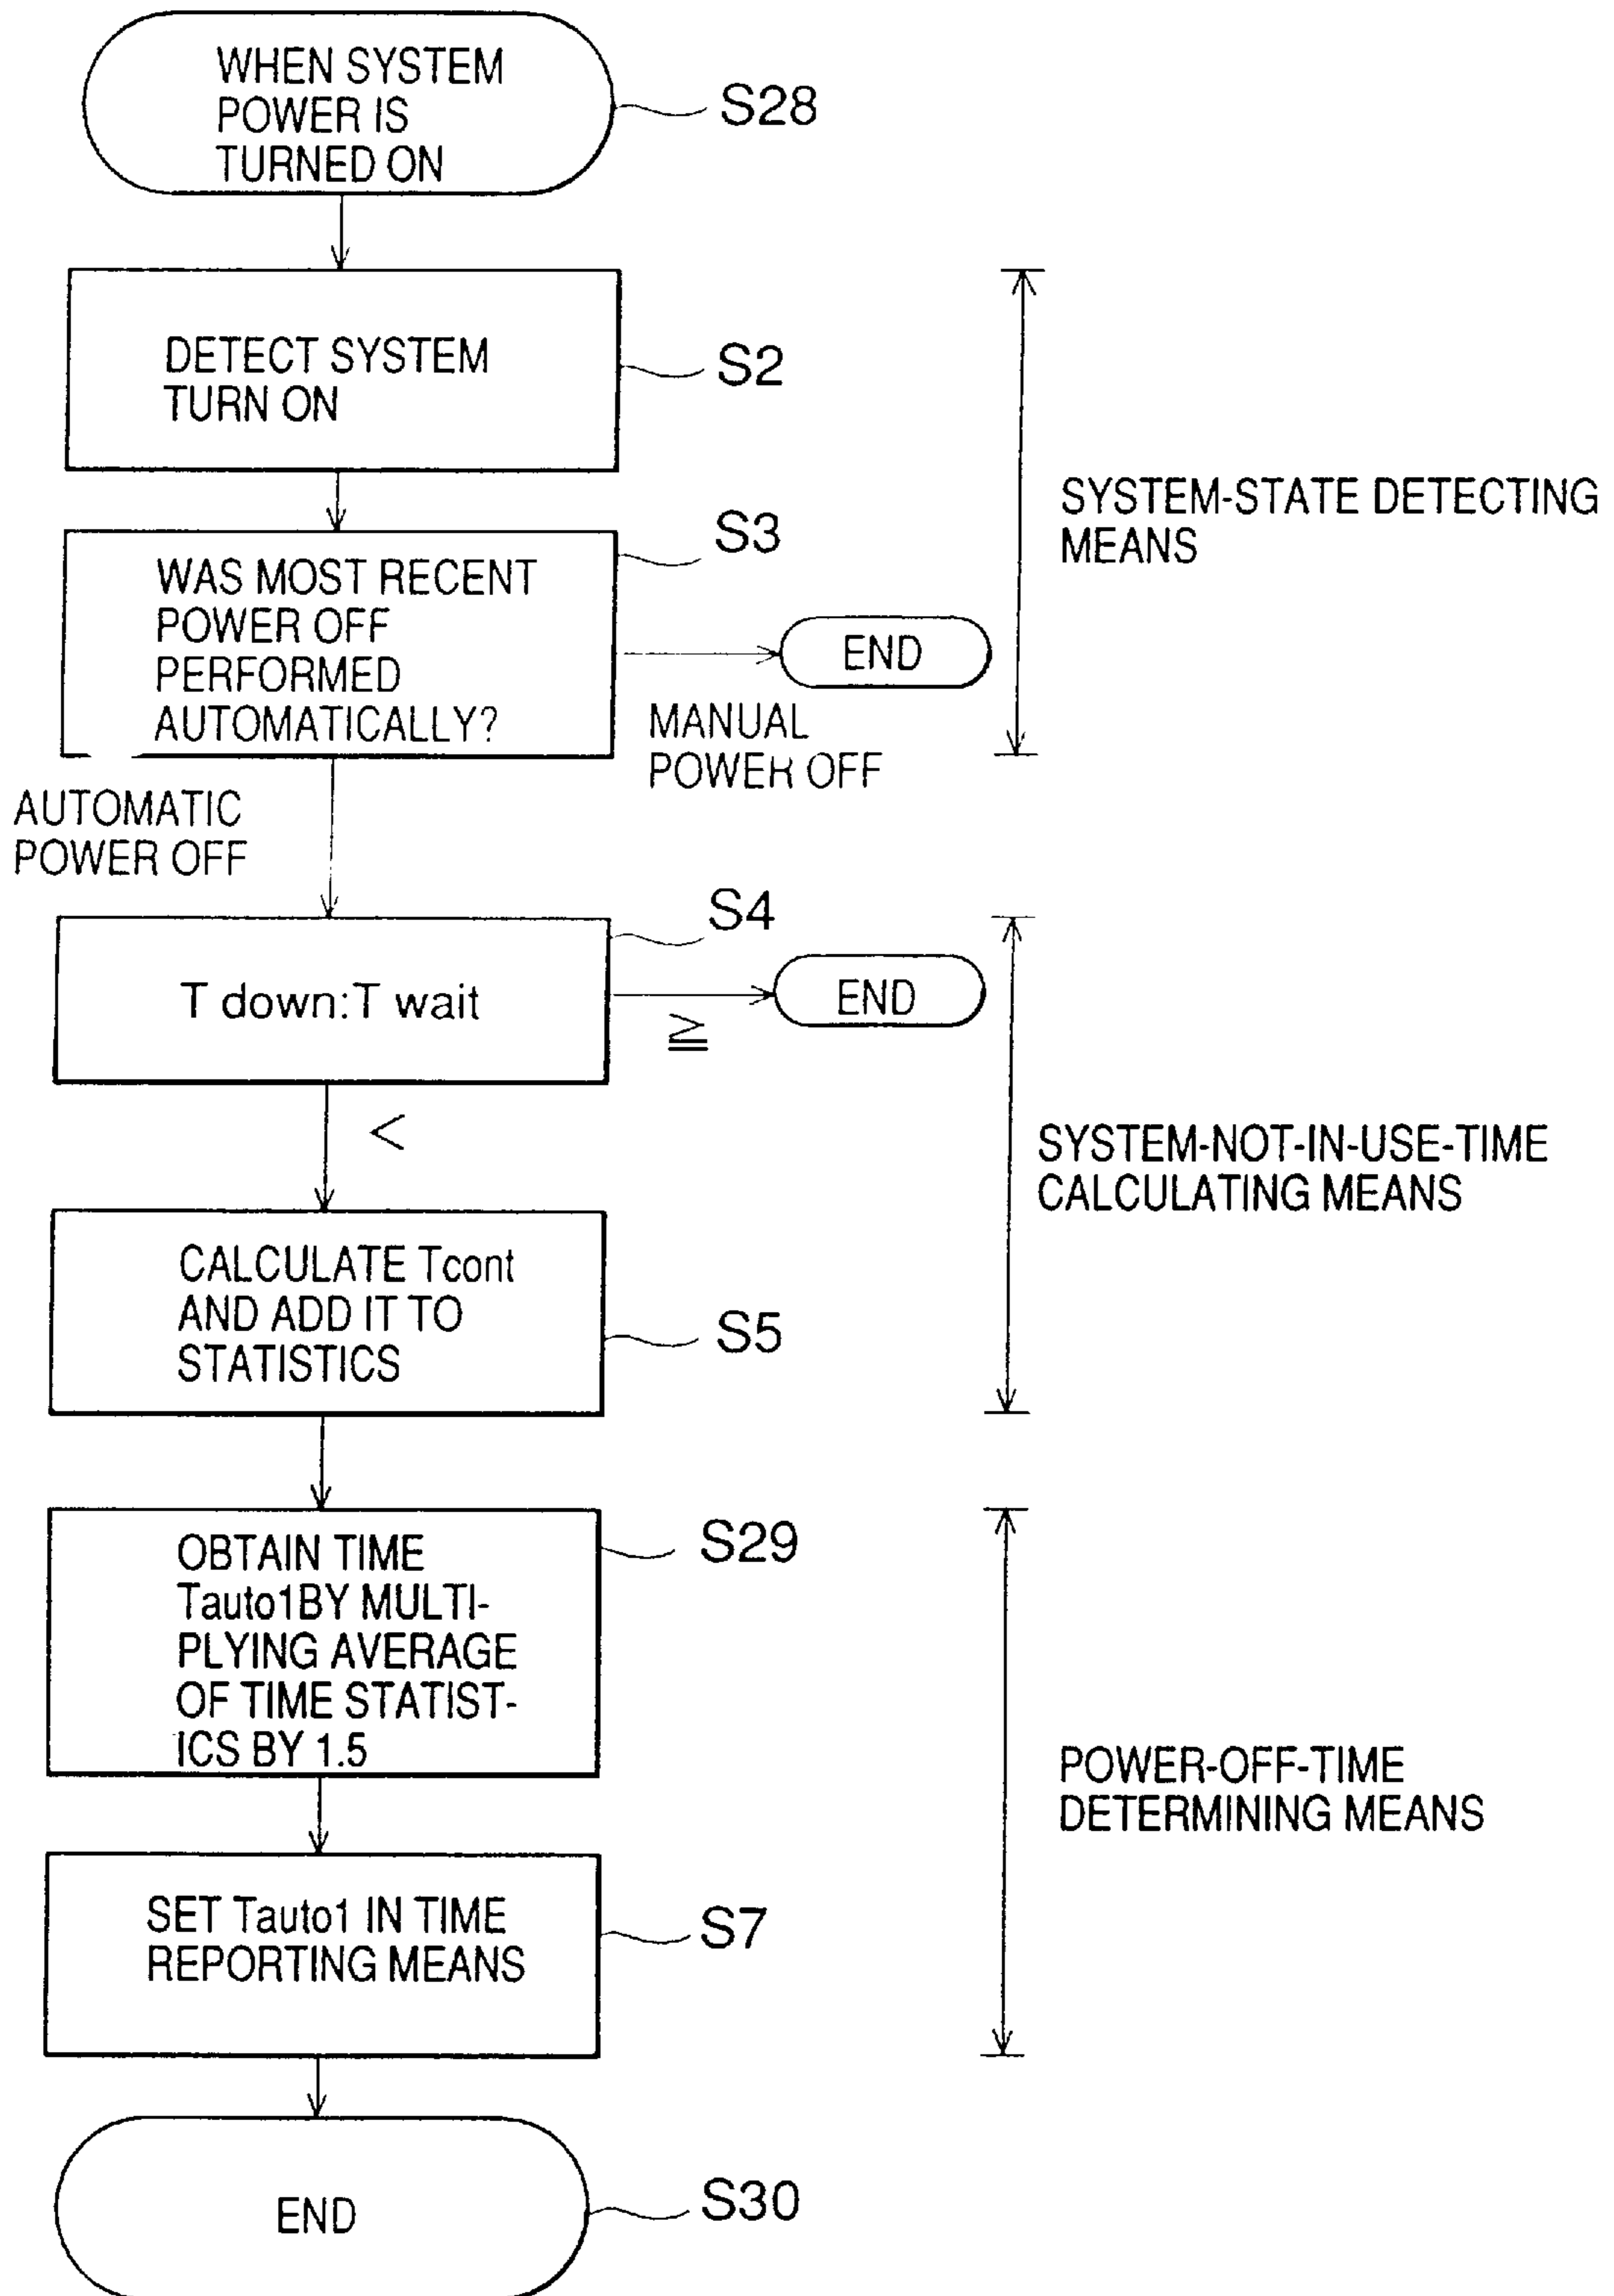 WHEN SYSTEM
POWER IS
TURNED ON
S28
DETECT SYSTEM
TURN ON
S2
SYSTEM-STATE DETECTING
MEANS
S3
WAS MOST RECENT
POWER OFF
PERFORMED
AUTOMATICALLY?
END
MANUAL
POWER OFF
AUTOMATIC
POWER OFF
S4
T down:T wait
END
≧
<
SYSTEM-NOT-IN-USE-TIME
CALCULATING MEANS
CALCULATE Tcont
AND ADD IT TO
STATISTICS
S5
S29
OBTAIN TIME
Tauto1BY MULTI-
PLYING AVERAGE
OF TIME STATIST-
ICS BY 1.5
POWER-OFF-TIME
DETERMINING MEANS
SET Tauto1 IN TIME
REPORTING MEANS
S7
END
S30